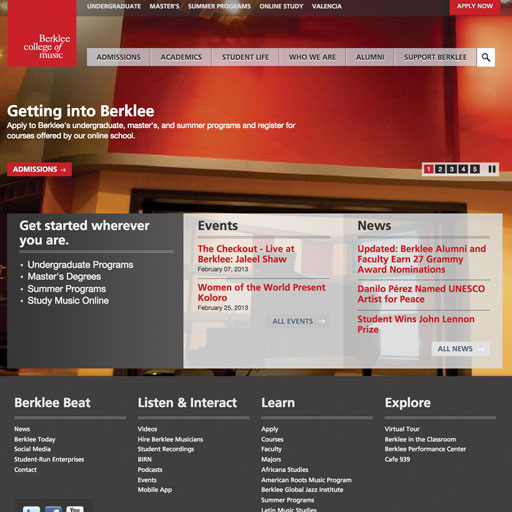 Berklee
college of
music
UNDERGRADUATE MASTER'S SUMMER PROGRAMS ONLINE STUDY VALENCIA
APPLY NOW
ADMISSIONS ACADEMICS STUDENT LIFE WHO WE ARE ALUMNI SUPPORT BERKLEE
Getting into Berklee
Apply to Berklee's undergraduate, master's, and summer programs and register for
courses offered by our online school.
ADMISSIONS →
1 2 3 4 5
Get started wherever
you are.
• Undergraduate Programs
• Master's Degrees
• Summer Programs
• Study Music Online
Events
The Checkout - Live at
Berklee: Jaleel Shaw
February 07, 2013
Women of the World Present
Koloro
February 25, 2013
ALL EVENTS →
News
Updated: Berklee Alumni and
Faculty Earn 27 Grammy
Award Nominations
Danilo Pérez Named UNESCO
Artist for Peace
Student Wins John Lennon
Prize
ALL NEWS →
Berklee Beat
News
Berklee Today
Social Media
Student-Run Enterprises
Contact
Listen & Interact
Videos
Hire Berklee Musicians
Student Recordings
BIRN
Podcasts
Events
Mobile App
Learn
Apply
Courses
Faculty
Majors
Africana Studies
American Roots Music Program
Berklee Global Jazz Institute
Summer Programs
Latin Music Studies
Explore
Virtual Tour
Berklee in the Classroom
Berklee Performance Center
Cafe 939